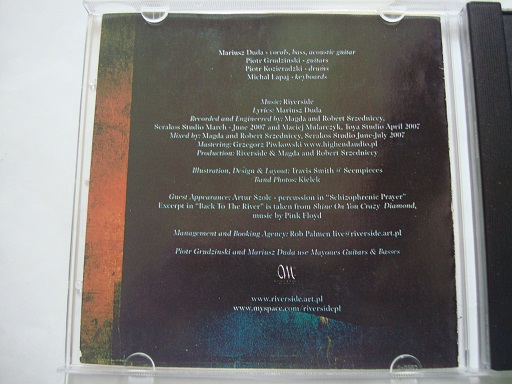 Mariusz Duda - vocals, bass, acoustic guitar
Piotr Grudziński - guitars
Piotr Kozieradzki - drums
Michał Łapaj - keyboards
Music: Riverside
Lyrics: Mariusz Duda
Recorded and Engineered by: Magda and Robert Srzedniccy,
Serakos Studio March - June 2007 and Maciej Mularczyk, Toya Studio April 2007
Mixed by: Magda and Robert Srzedniccy, Serakos Studio June-July 2007
Mastering: Grzegorz Piwkowski www.highendaudio.pl
Production: Riverside & Magda and Robert Srzedniccy
Illustration, Design & Layout: Travis Smith @ Seempieces
Band Photos: Kielek
Guest Appearance: Artur Szolc - percussion in "Schizophrenic Prayer"
Excerpt in "Back To The River" is taken from Shine On You Crazy Diamond,
music by Pink Floyd
Management and Booking Agency: Rob Palmen live@riverside.art.pl
Piotr Grudziński and Mariusz Duda use Mayones Guitars & Basses
www.riverside.art.pl
www.myspace.com/riversidepl